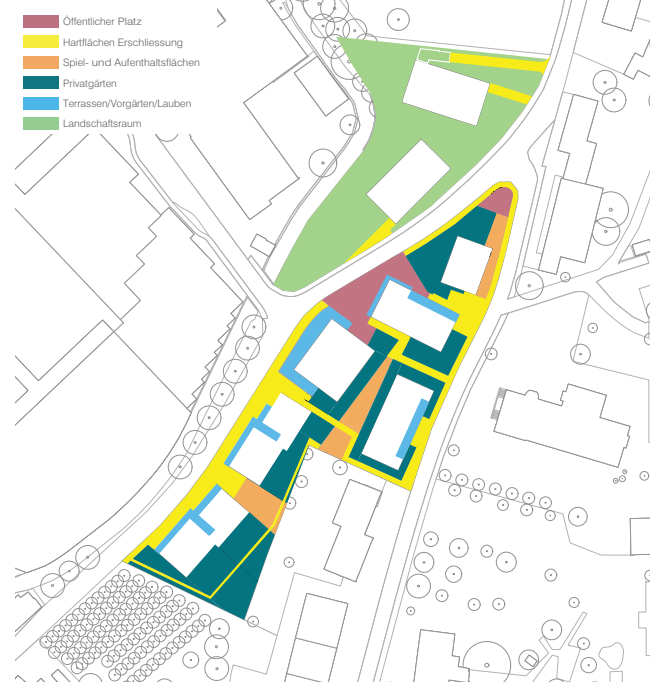 Öffentlicher Platz
Hartflächen Erschliessung
Spiel- und Aufenthaltsflächen
Privatgärten
Terrassen/Vorgärten/Lauben
Landschaftsraum